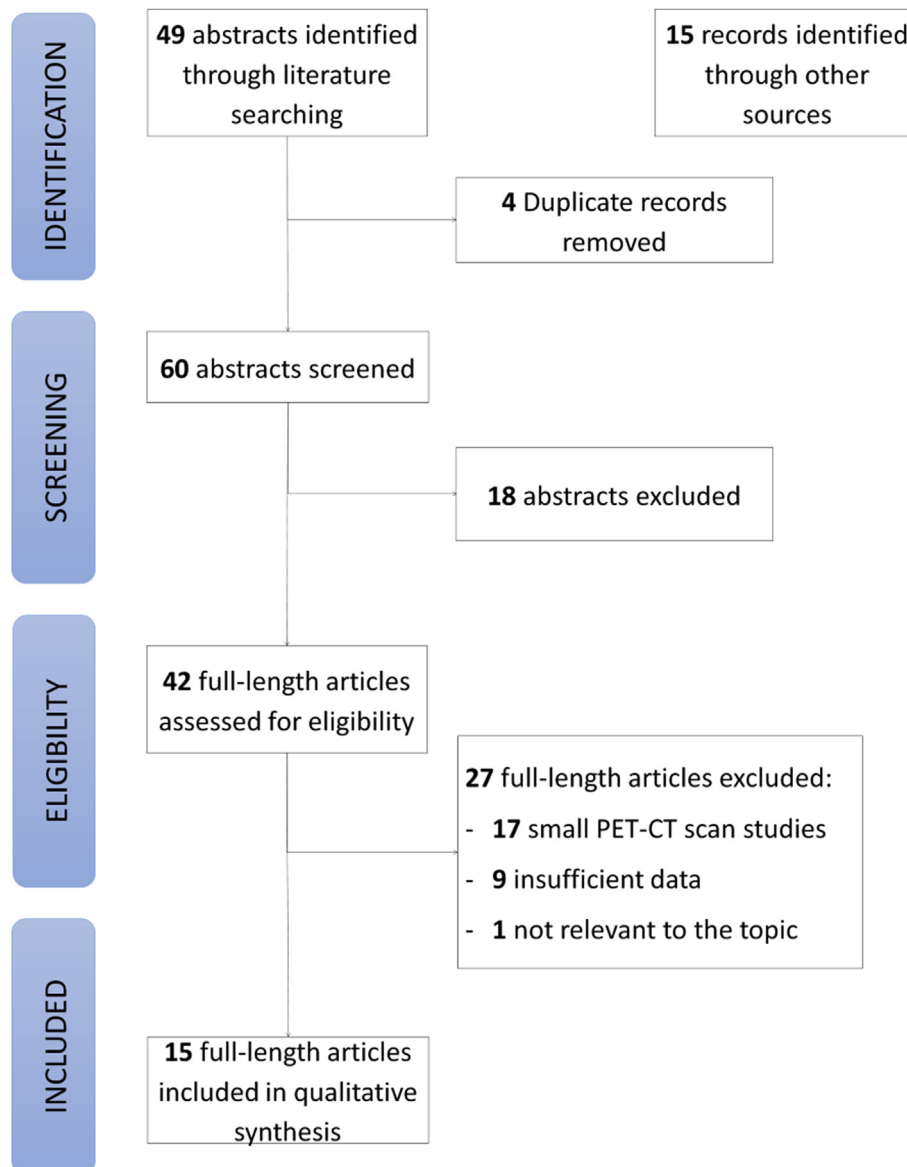 IDENTIFICATION
49 abstracts identified
through literature
searching
15 records identified
through other
sources
4 Duplicate records
removed
SCREENING
60 abstracts screened
18 abstracts excluded
ELIGIBILITY
42 full-length articles
assessed for eligibility
27 full-length articles excluded:
- 17 small PET-CT scan studies
- 9 insufficient data
- 1 not relevant to the topic
INCLUDED
15 full-length articles
included in qualitative
synthesis